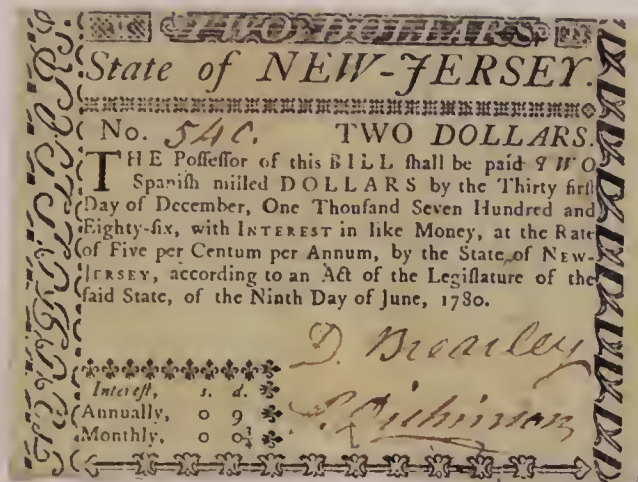 TWO DOLLARS
State of NEW-JERSEY.
No. 540. TWO DOLLARS.
THE Poſſeſſor of this BILL ſhall be paid TWO
Spaniſh milled DOLLARS by the Thirty firſt
Day of December, One Thouſand Seven Hundred and
Eighty-ſix, with INTEREST in like Money, at the Rate
of Five per Centum per Annum, by the State of NEW-
JERSEY, according to an Act of the Legiſlature of the
ſaid State, of the Ninth Day of June, 1780.
D. Brearley
P. Dickinson
Intereſt, s. d.
Annually, 0 9
Monthly, 0 0¾